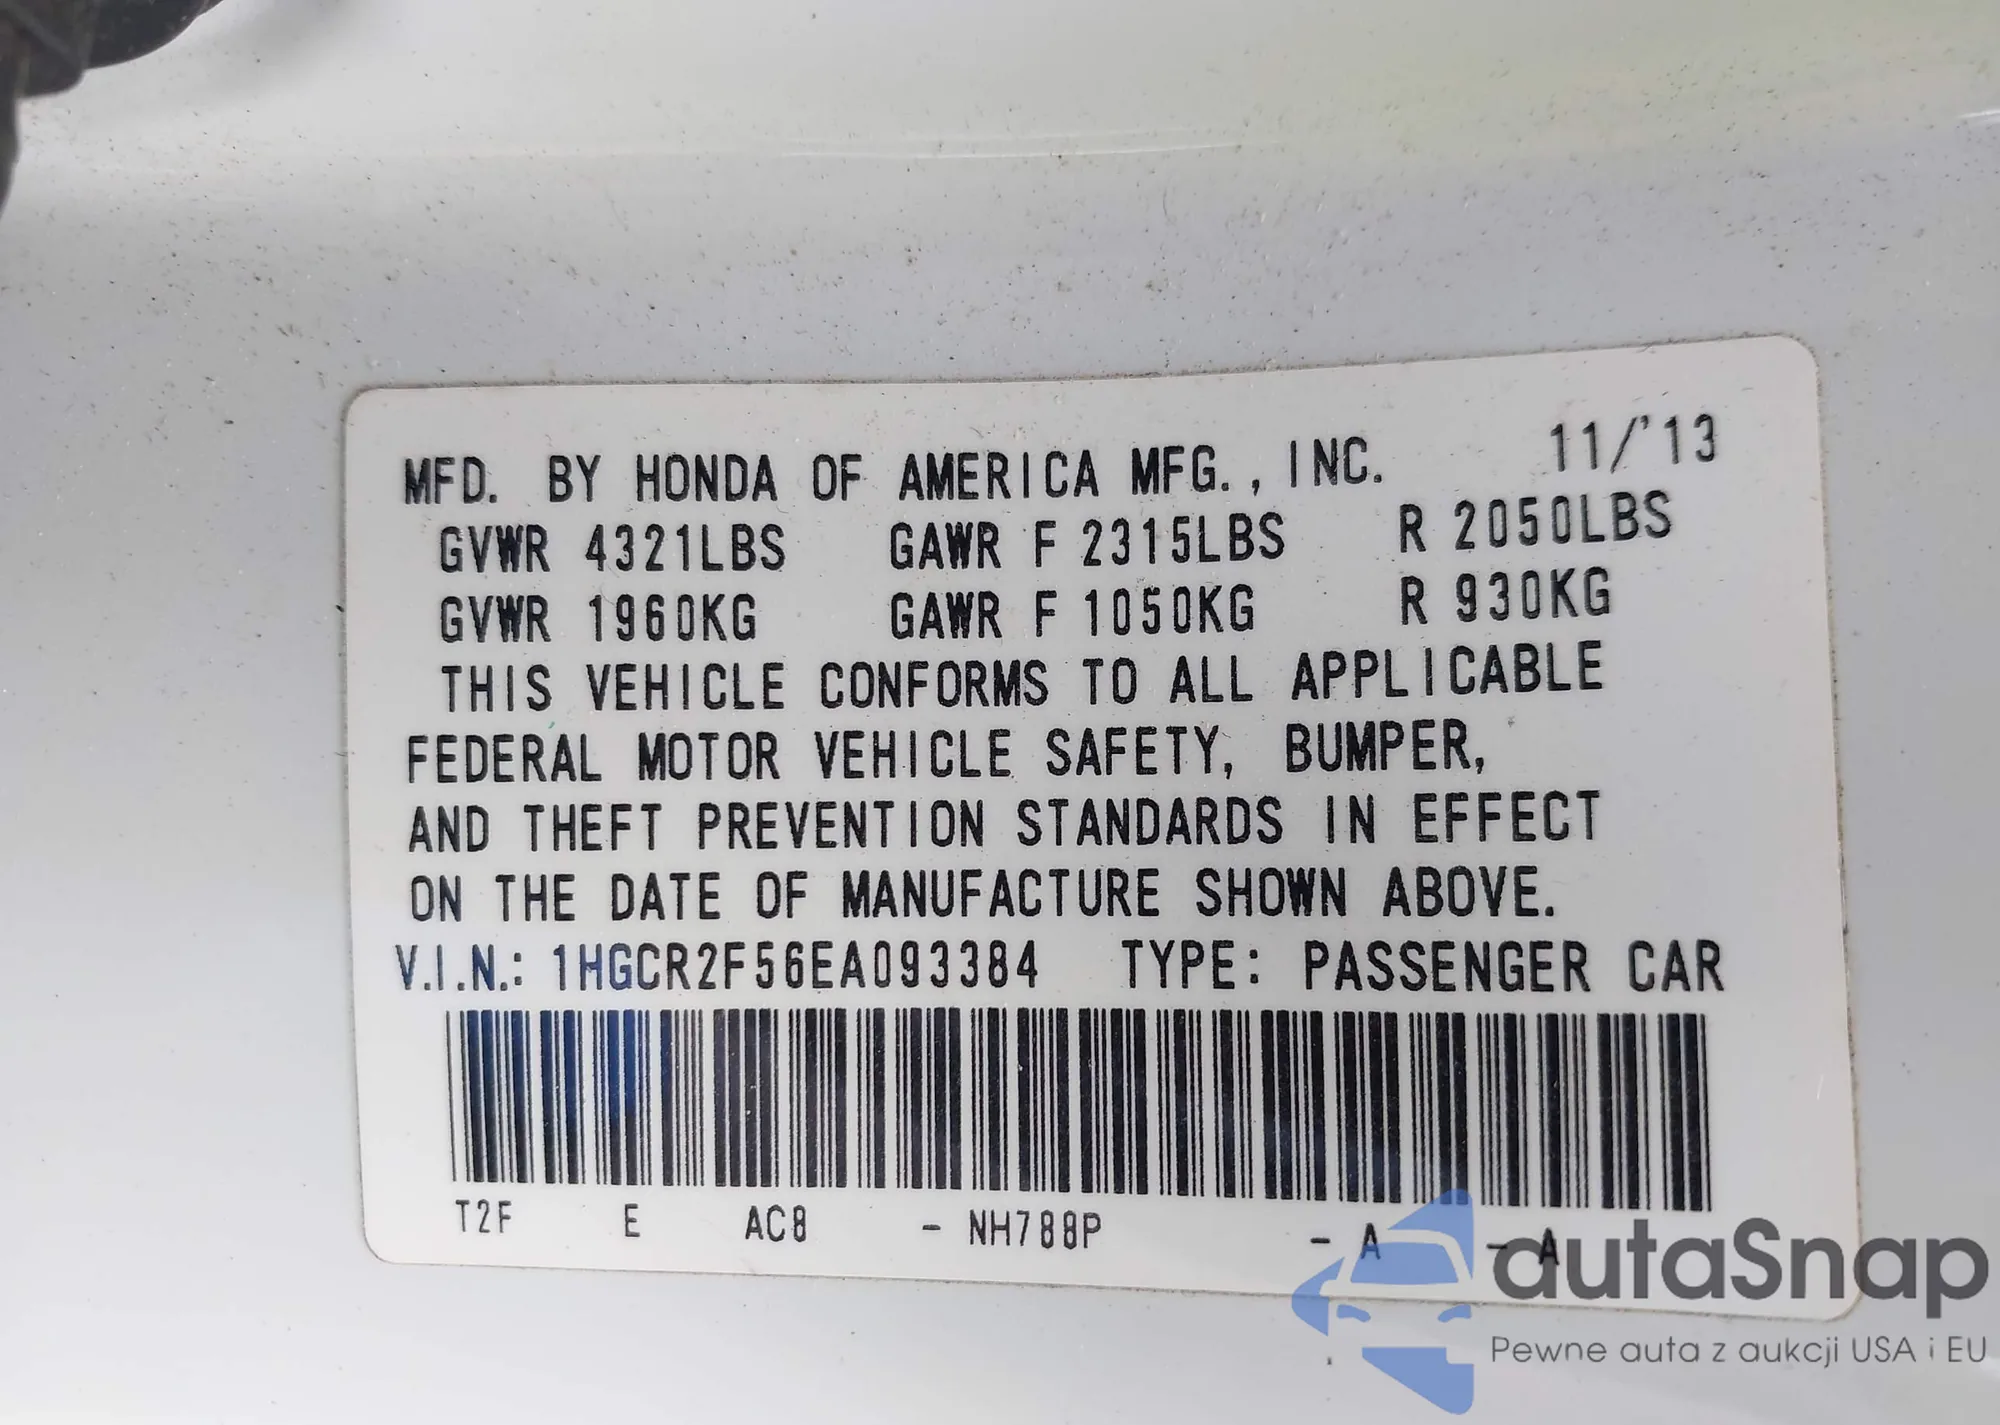 MFD. BY HONDA OF AMERICA MFG., INC. 11/'13
GVWR 4321LBS GAWR F 2315LBS R 2050LBS
GVWR 1960KG GAWR F 1050KG R 930KG
THIS VEHICLE CONFORMS TO ALL APPLICABLE
FEDERAL MOTOR VEHICLE SAFETY, BUMPER,
AND THEFT PREVENTION STANDARDS IN EFFECT
ON THE DATE OF MANUFACTURE SHOWN ABOVE.
V.I.N.: 1HGCR2F56EA093384 TYPE: PASSENGER CAR
T2F E AC8 - NH788P - A - A
autaSnap
Pewne auta z aukcji USA i EU